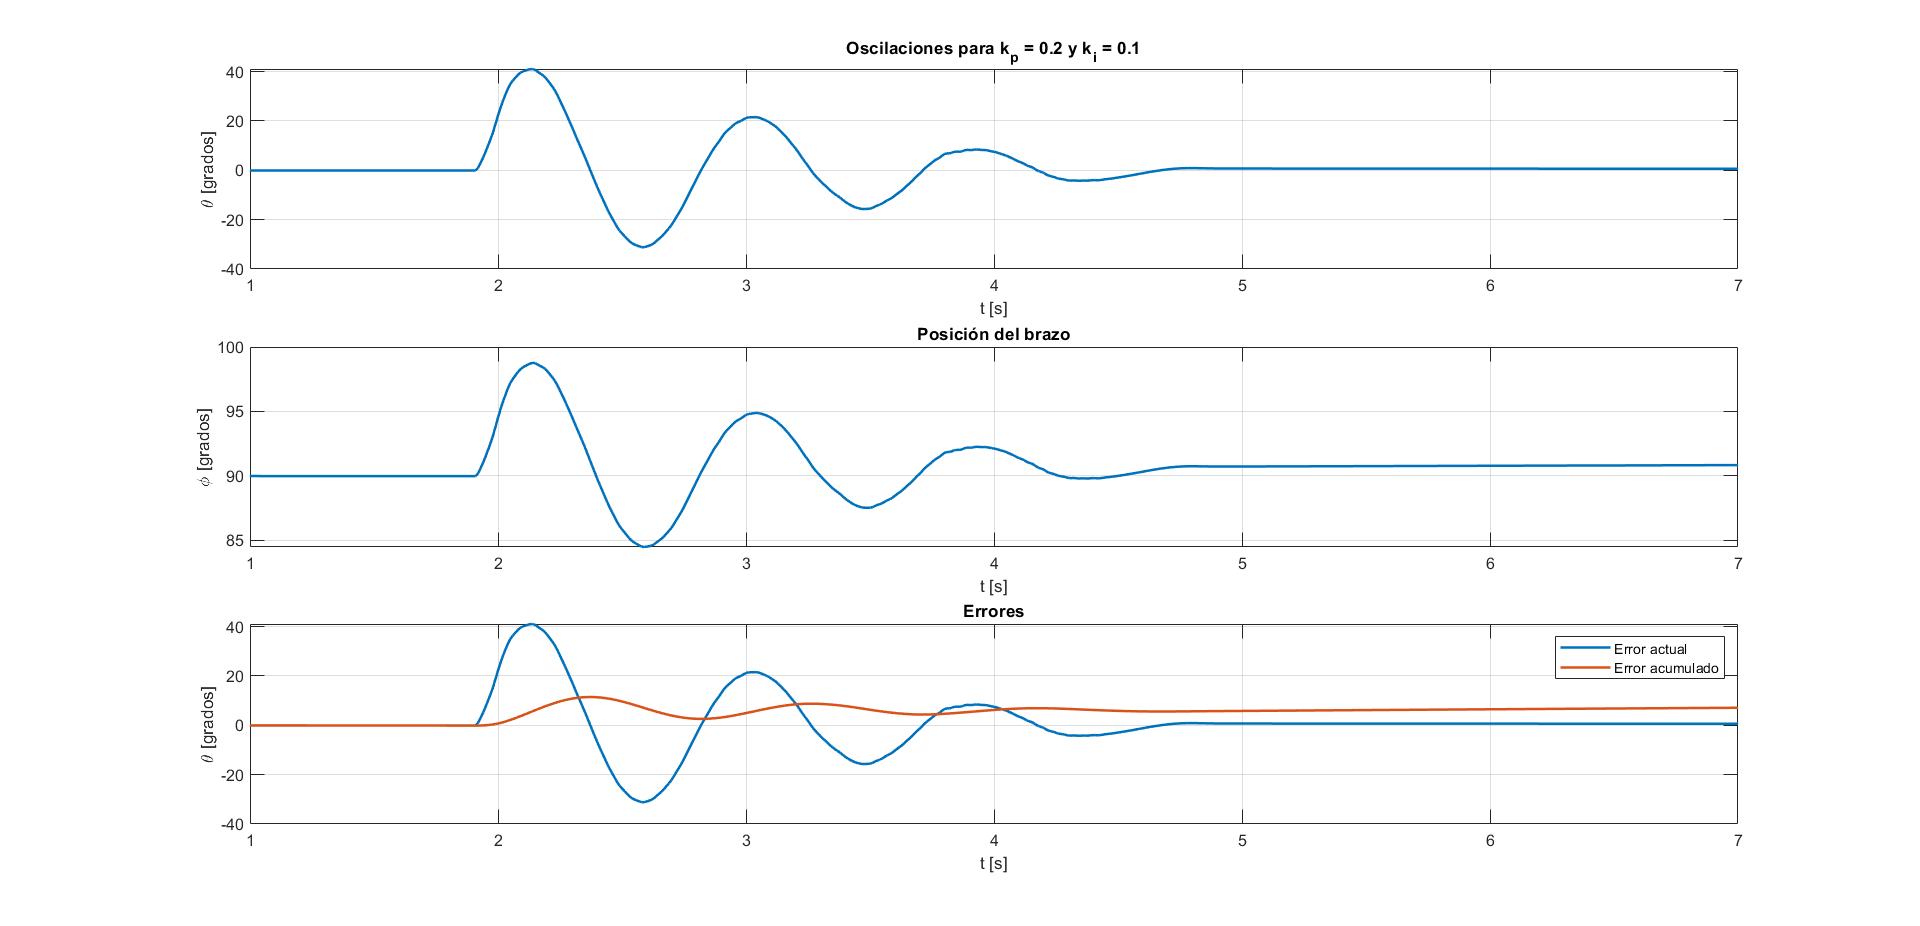 Oscilaciones para kp = 0.2 y ki = 0.1
40
20
0
-20
-40
θ [grados]
1 2 3 4 5 6 7
t [s]
Posición del brazo
100
95
90
85
ϕ [grados]
1 2 3 4 5 6 7
t [s]
Errores
40
20
0
-20
-40
θ [grados]
Error actual
Error acumulado
1 2 3 4 5 6 7
t [s]